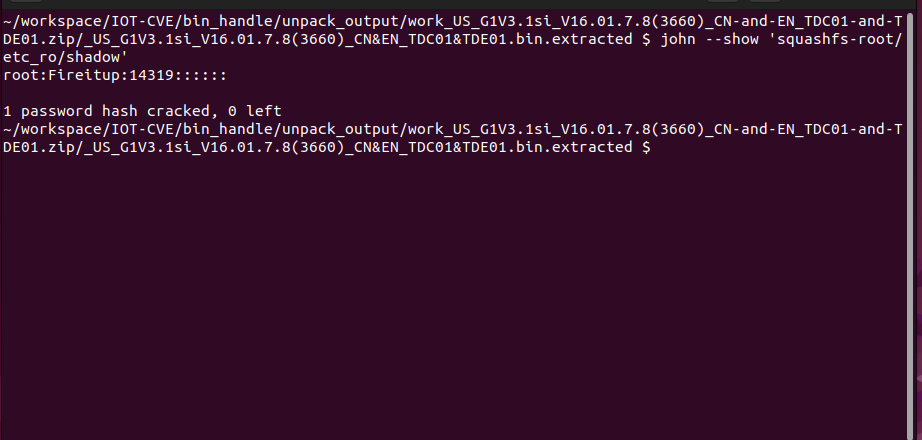 ~/workspace/IOT-CVE/bin_handle/unpack_output/work_US_G1V3.1si_V16.01.7.8(3660)_CN-and-EN_TDC01-and-T
DE01.zip/_US_G1V3.1si_V16.01.7.8(3660)_CN&EN_TDC01&TDE01.bin.extracted $ john --show 'squashfs-root/
etc_ro/shadow'
root:Fireitup:14319::::::

1 password hash cracked, 0 left
~/workspace/IOT-CVE/bin_handle/unpack_output/work_US_G1V3.1si_V16.01.7.8(3660)_CN-and-EN_TDC01-and-T
DE01.zip/_US_G1V3.1si_V16.01.7.8(3660)_CN&EN_TDC01&TDE01.bin.extracted $